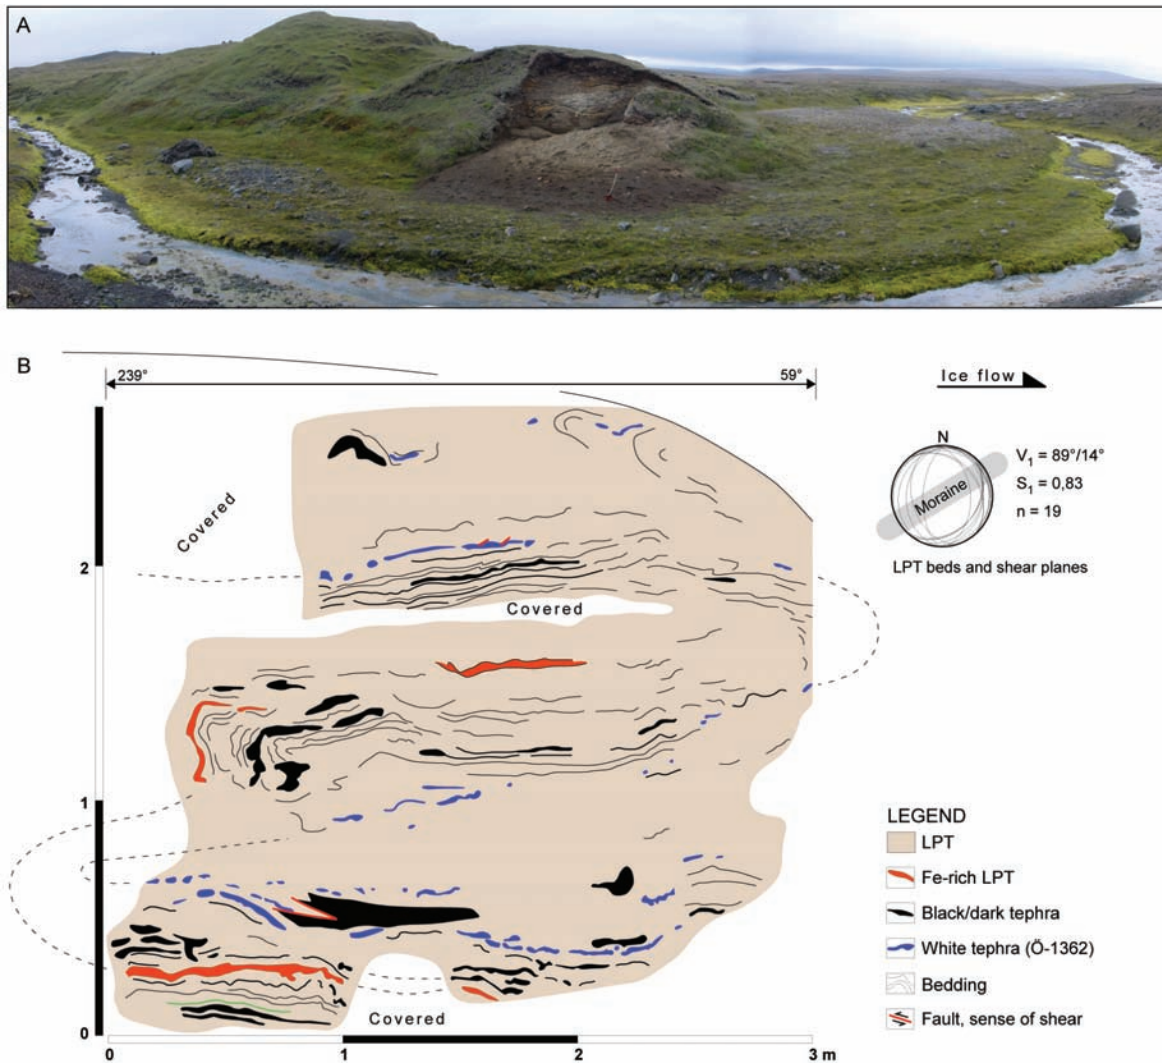 A
B
239°
59°
Ice flow
N
Moraine
V1 = 89°/14°
S1 = 0,83
n = 19
LPT beds and shear planes
Covered
2
Covered
1
LEGEND
LPT
Fe-rich LPT
Black/dark tephra
White tephra (Ö-1362)
Bedding
Fault, sense of shear
0
Covered
0
1
2
3 m